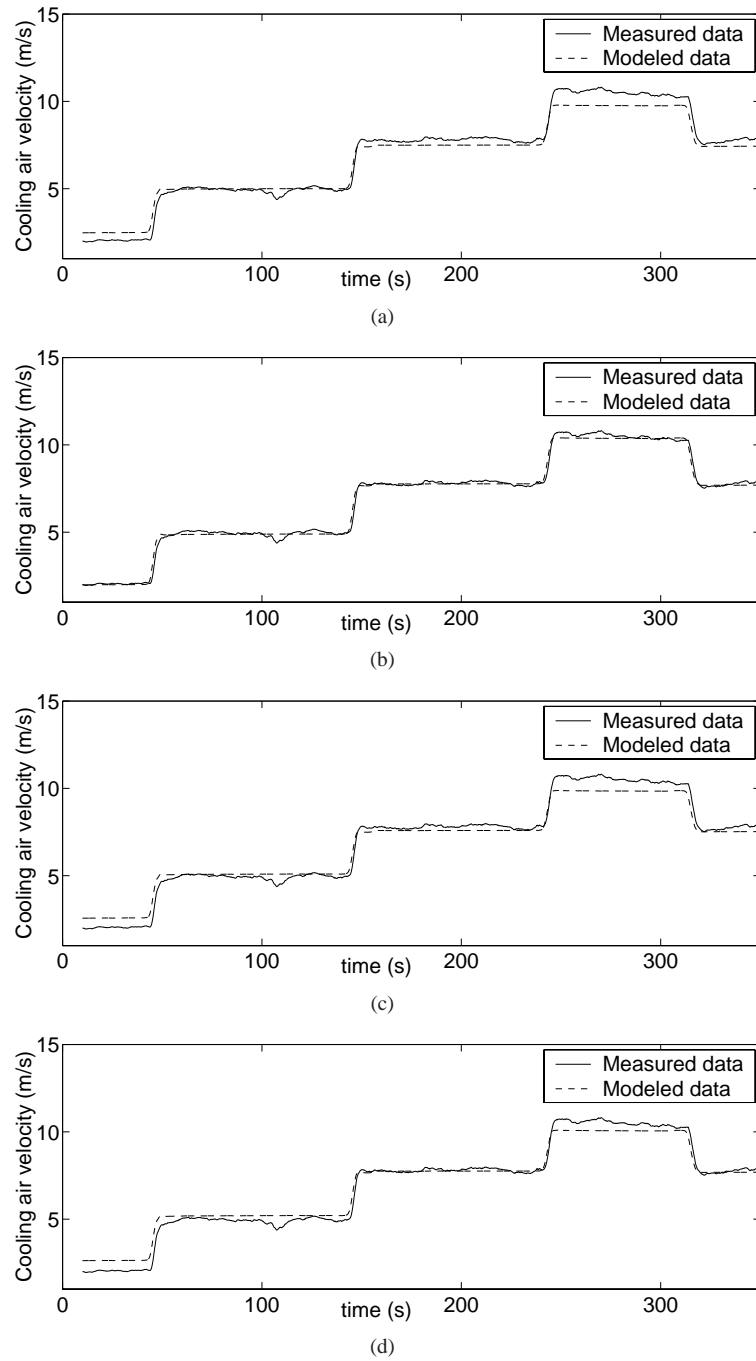 15
10
5
Cooling air velocity (m/s)
Measured data
Modeled data
0
100
200
300
time (s)
(a)
15
10
5
Cooling air velocity (m/s)
Measured data
Modeled data
0
100
200
300
time (s)
(b)
15
10
5
Cooling air velocity (m/s)
Measured data
Modeled data
0
100
200
300
time (s)
(c)
15
10
5
Cooling air velocity (m/s)
Measured data
Modeled data
0
100
200
300
time (s)
(d)